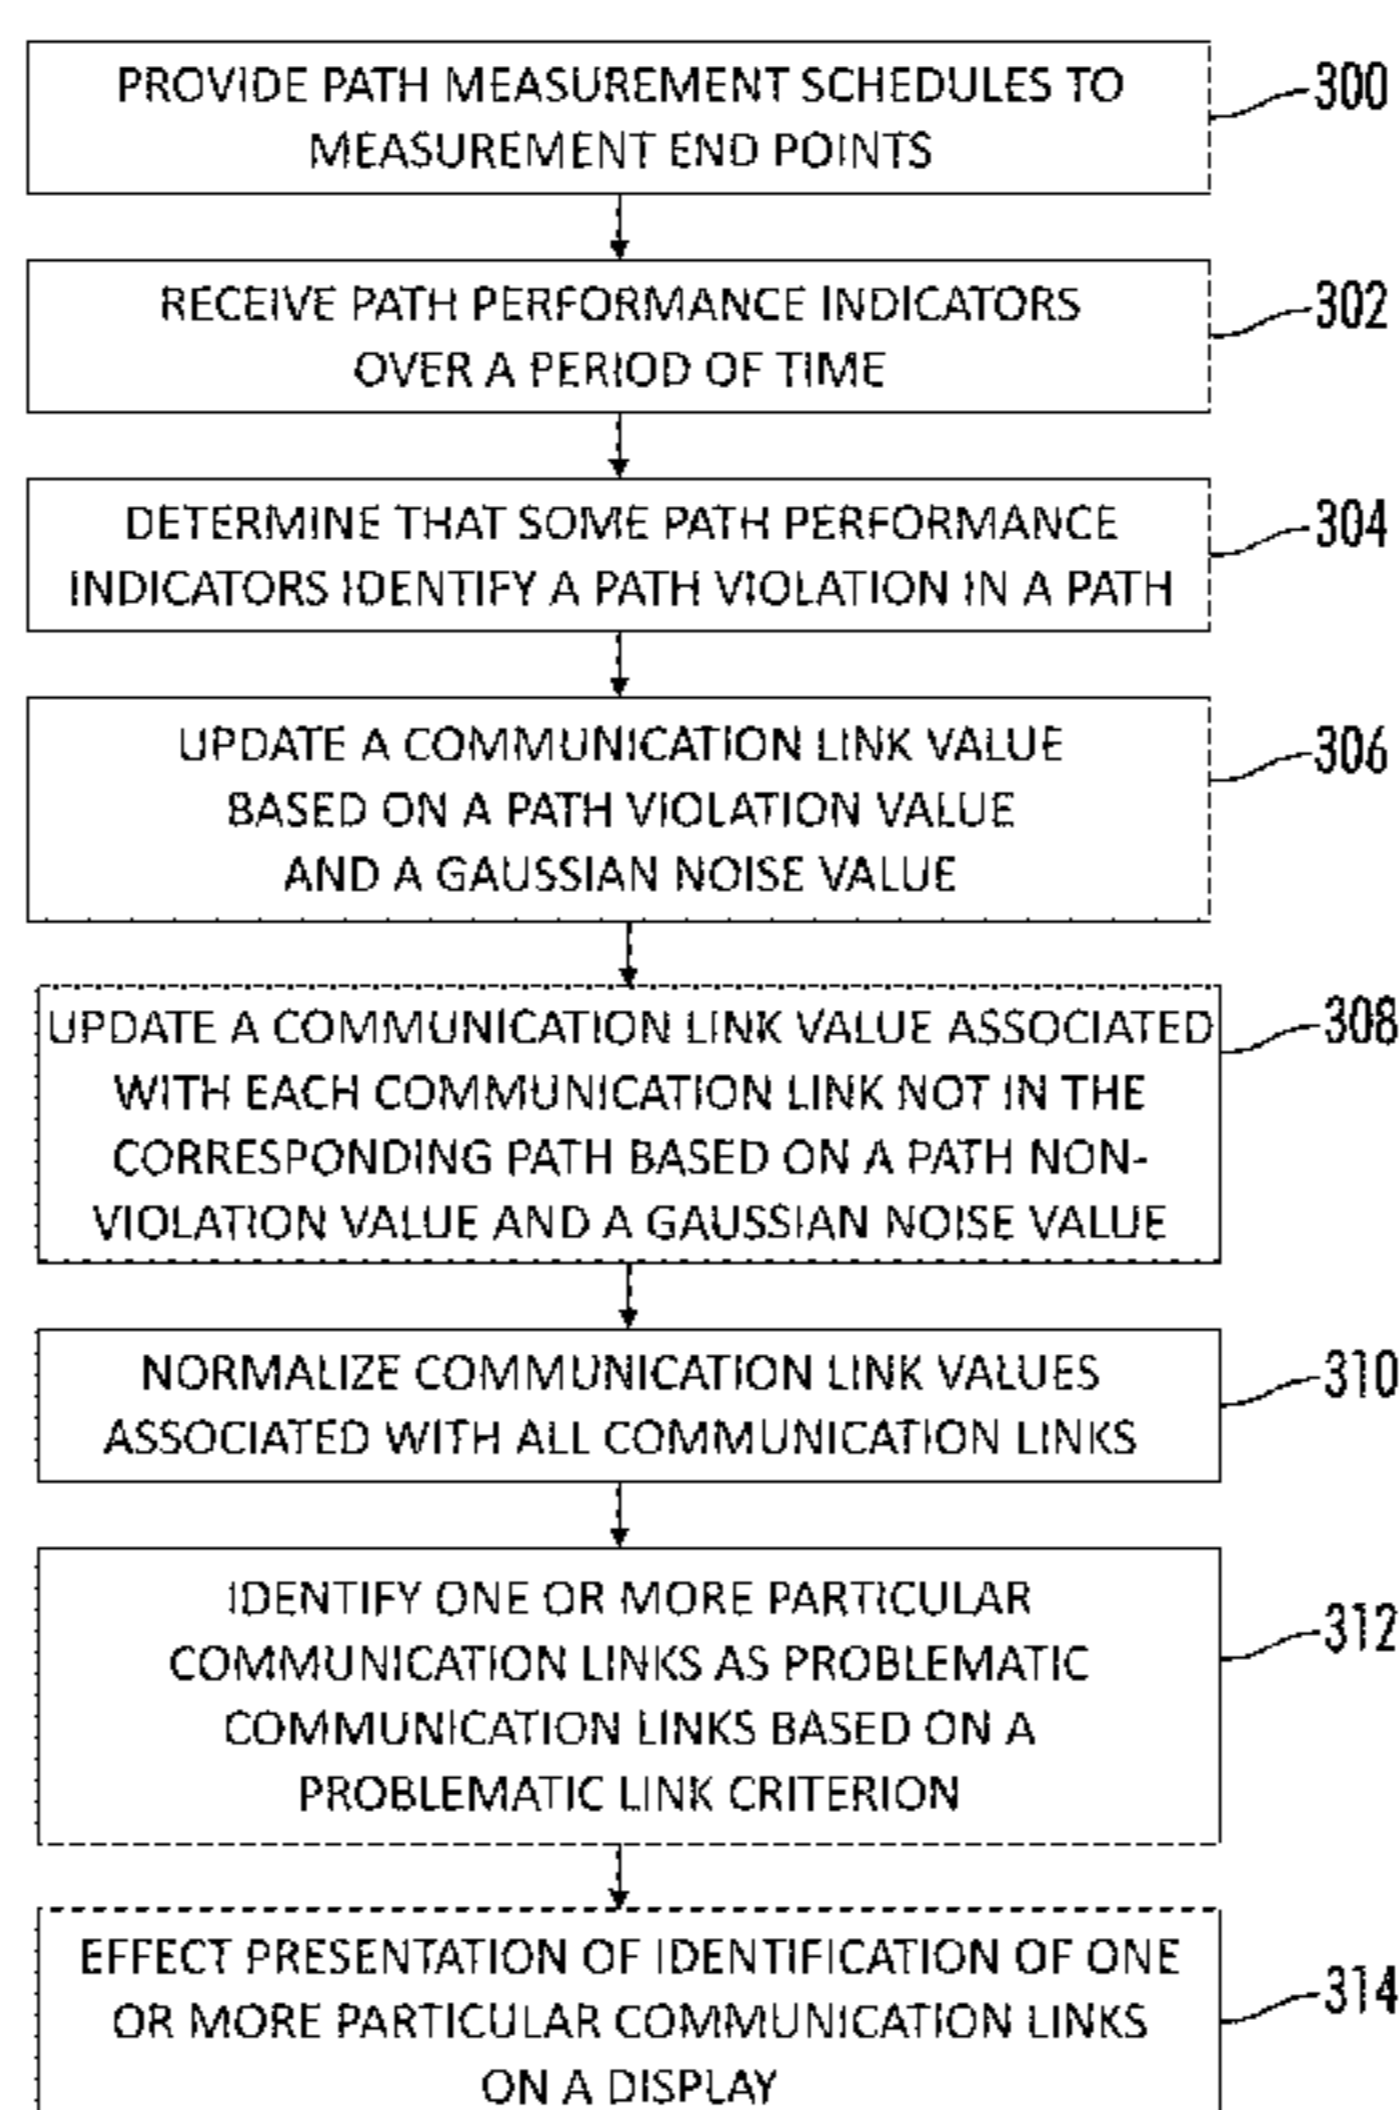 PROVIDE PATH MEASUREMENT SCHEDULES TO
MEASUREMENT END POINTS
300
RECEIVE PATH PERFORMANCE INDICATORS
OVER A PERIOD OF TIME
302
DETERMINE THAT SOME PATH PERFORMANCE
INDICATORS IDENTIFY A PATH VIOLATION IN A PATH
304
UPDATE A COMMUNICATION LINK VALUE
BASED ON A PATH VIOLATION VALUE
AND A GAUSSIAN NOISE VALUE
306
UPDATE A COMMUNICATION LINK VALUE ASSOCIATED
WITH EACH COMMUNICATION LINK NOT IN THE
CORRESPONDING PATH BASED ON A PATH NON-
VIOLATION VALUE AND A GAUSSIAN NOISE VALUE
308
NORMALIZE COMMUNICATION LINK VALUES
ASSOCIATED WITH ALL COMMUNICATION LINKS
310
IDENTIFY ONE OR MORE PARTICULAR
COMMUNICATION LINKS AS PROBLEMATIC
COMMUNICATION LINKS BASED ON A
PROBLEMATIC LINK CRITERION
312
EFFECT PRESENTATION OF IDENTIFICATION OF ONE
OR MORE PARTICULAR COMMUNICATION LINKS
ON A DISPLAY
314